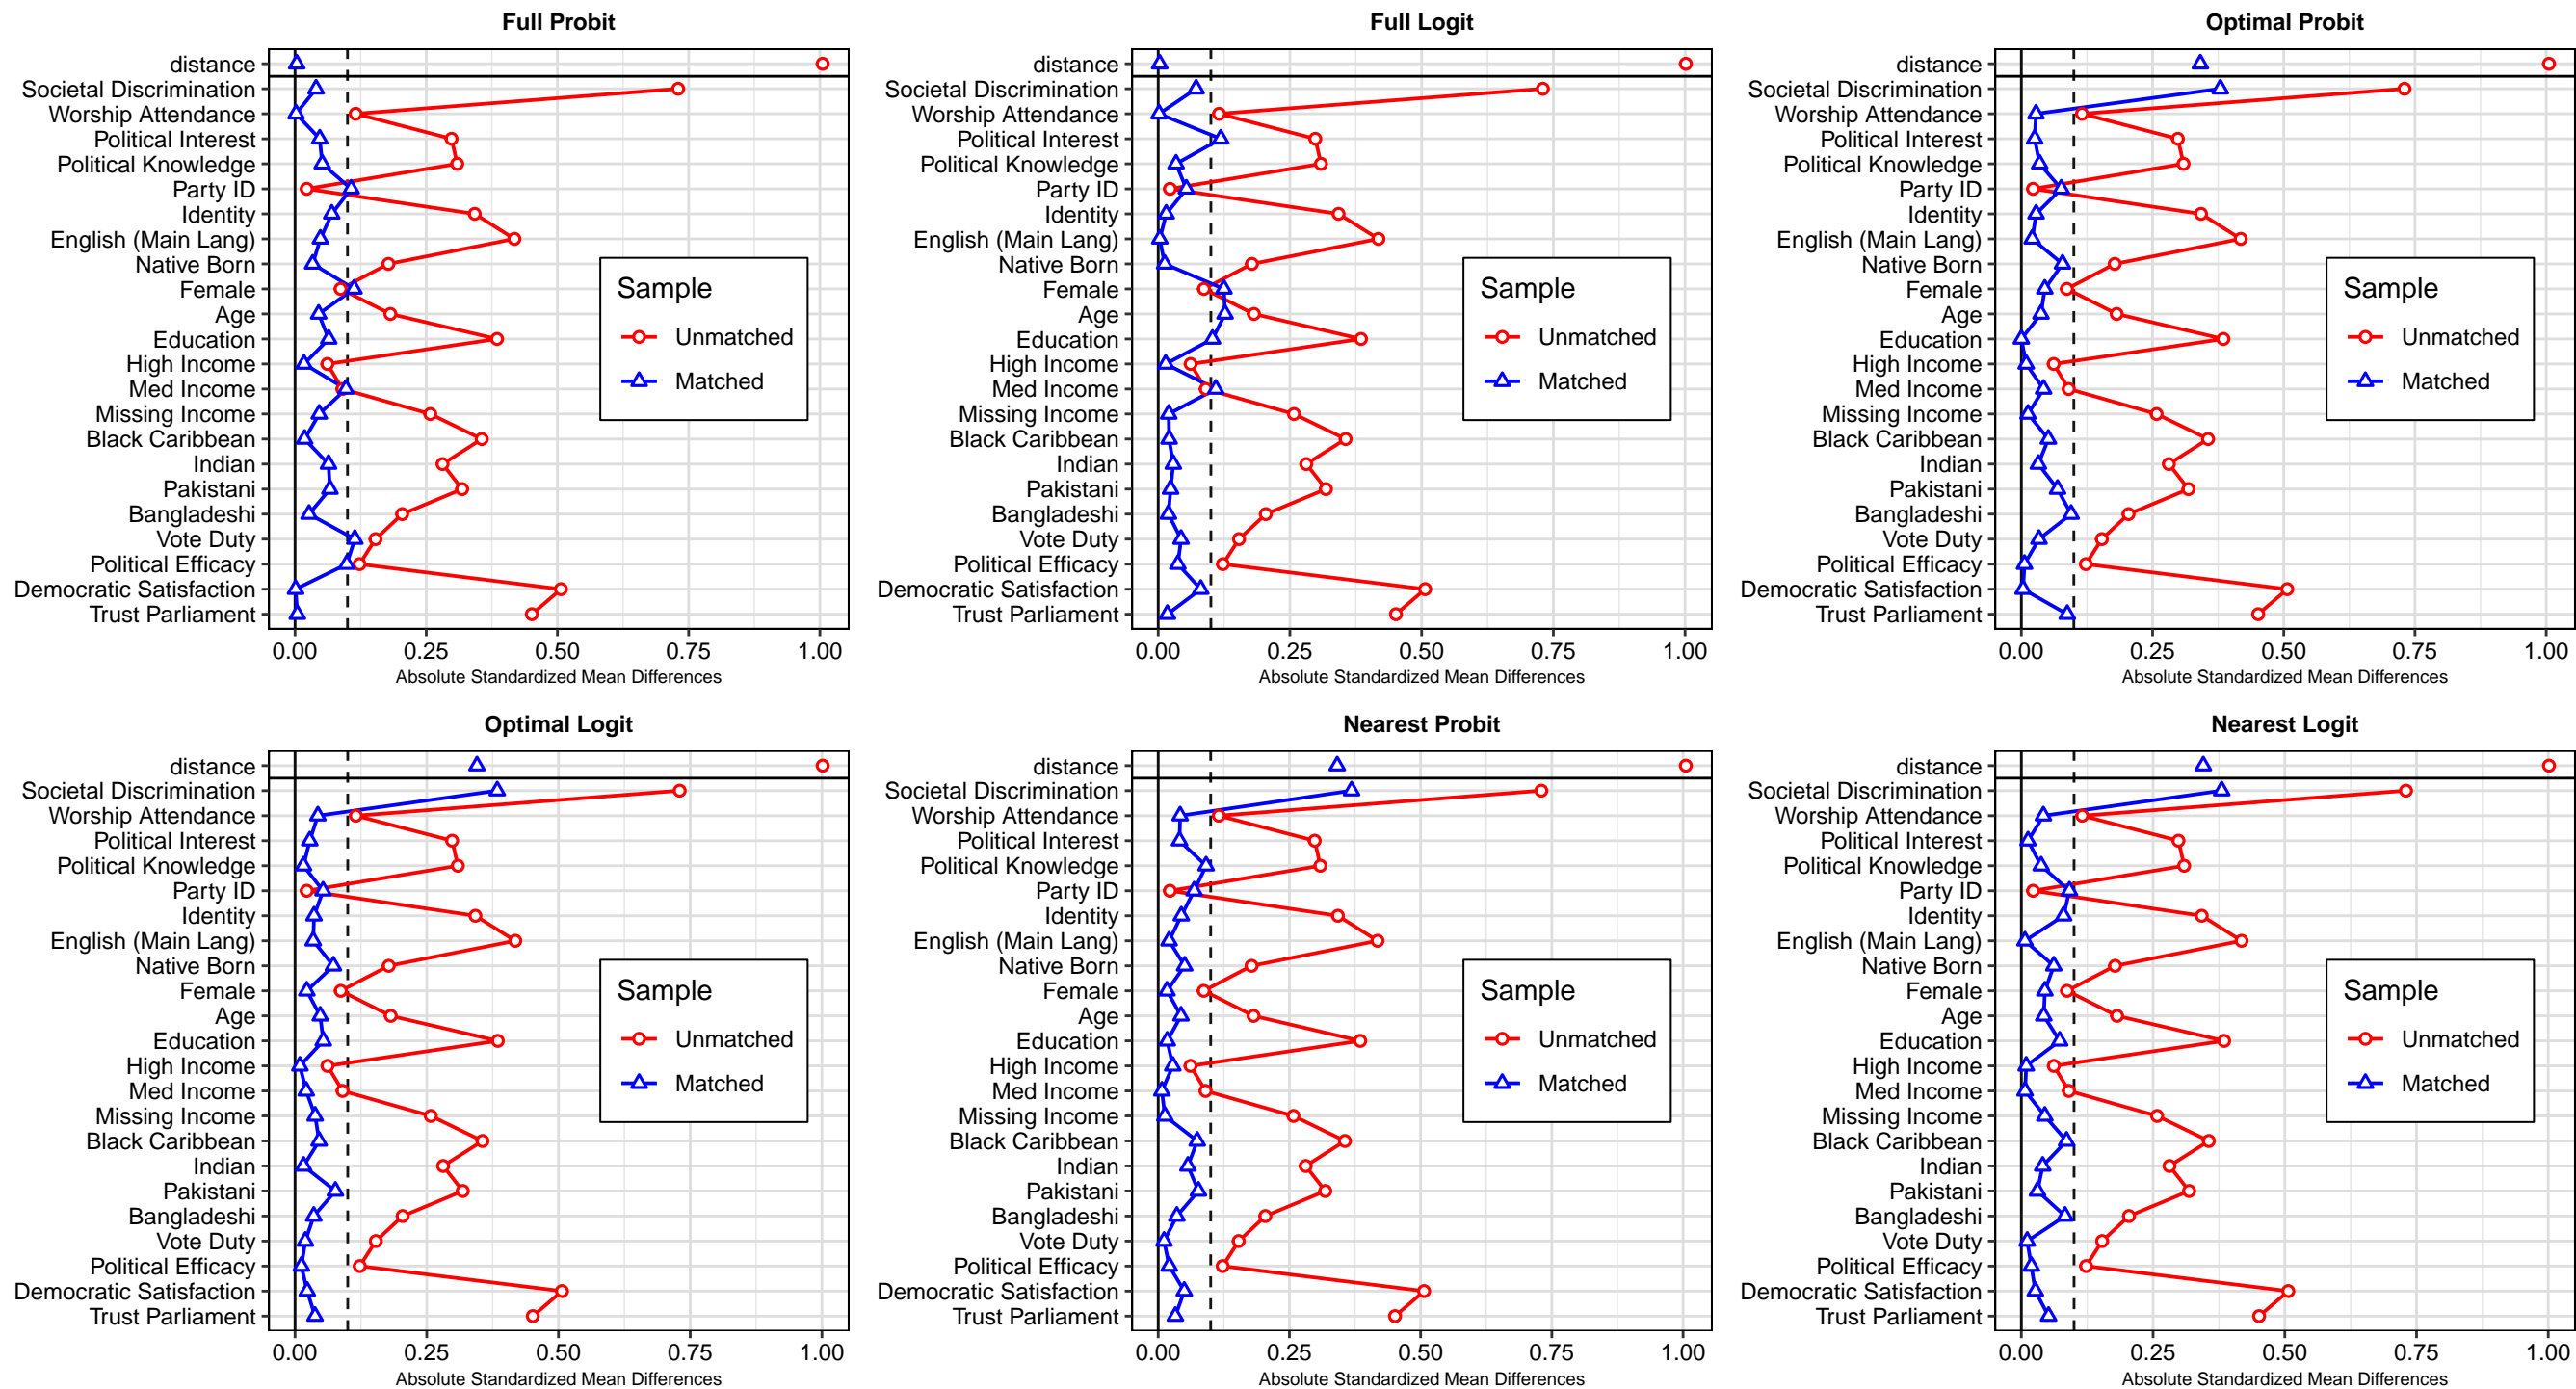 Full Probit
distance
Societal Discrimination
Worship Attendance
Political Interest
Political Knowledge
Party ID
Identity
English (Main Lang)
Native Born
Female
Age
Education
High Income
Med Income
Missing Income
Black Caribbean
Indian
Pakistani
Bangladeshi
Vote Duty
Political Efficacy
Democratic Satisfaction
Trust Parliament
Sample
Unmatched
Matched
0.00 0.25 0.50 0.75 1.00
Absolute Standardized Mean Differences
Full Logit
distance
Societal Discrimination
Worship Attendance
Political Interest
Political Knowledge
Party ID
Identity
English (Main Lang)
Native Born
Female
Age
Education
High Income
Med Income
Missing Income
Black Caribbean
Indian
Pakistani
Bangladeshi
Vote Duty
Political Efficacy
Democratic Satisfaction
Trust Parliament
Sample
Unmatched
Matched
0.00 0.25 0.50 0.75 1.00
Absolute Standardized Mean Differences
Optimal Probit
distance
Societal Discrimination
Worship Attendance
Political Interest
Political Knowledge
Party ID
Identity
English (Main Lang)
Native Born
Female
Age
Education
High Income
Med Income
Missing Income
Black Caribbean
Indian
Pakistani
Bangladeshi
Vote Duty
Political Efficacy
Democratic Satisfaction
Trust Parliament
Sample
Unmatched
Matched
0.00 0.25 0.50 0.75 1.00
Absolute Standardized Mean Differences
Optimal Logit
distance
Societal Discrimination
Worship Attendance
Political Interest
Political Knowledge
Party ID
Identity
English (Main Lang)
Native Born
Female
Age
Education
High Income
Med Income
Missing Income
Black Caribbean
Indian
Pakistani
Bangladeshi
Vote Duty
Political Efficacy
Democratic Satisfaction
Trust Parliament
Sample
Unmatched
Matched
0.00 0.25 0.50 0.75 1.00
Absolute Standardized Mean Differences
Nearest Probit
distance
Societal Discrimination
Worship Attendance
Political Interest
Political Knowledge
Party ID
Identity
English (Main Lang)
Native Born
Female
Age
Education
High Income
Med Income
Missing Income
Black Caribbean
Indian
Pakistani
Bangladeshi
Vote Duty
Political Efficacy
Democratic Satisfaction
Trust Parliament
Sample
Unmatched
Matched
0.00 0.25 0.50 0.75 1.00
Absolute Standardized Mean Differences
Nearest Logit
distance
Societal Discrimination
Worship Attendance
Political Interest
Political Knowledge
Party ID
Identity
English (Main Lang)
Native Born
Female
Age
Education
High Income
Med Income
Missing Income
Black Caribbean
Indian
Pakistani
Bangladeshi
Vote Duty
Political Efficacy
Democratic Satisfaction
Trust Parliament
Sample
Unmatched
Matched
0.00 0.25 0.50 0.75 1.00
Absolute Standardized Mean Differences